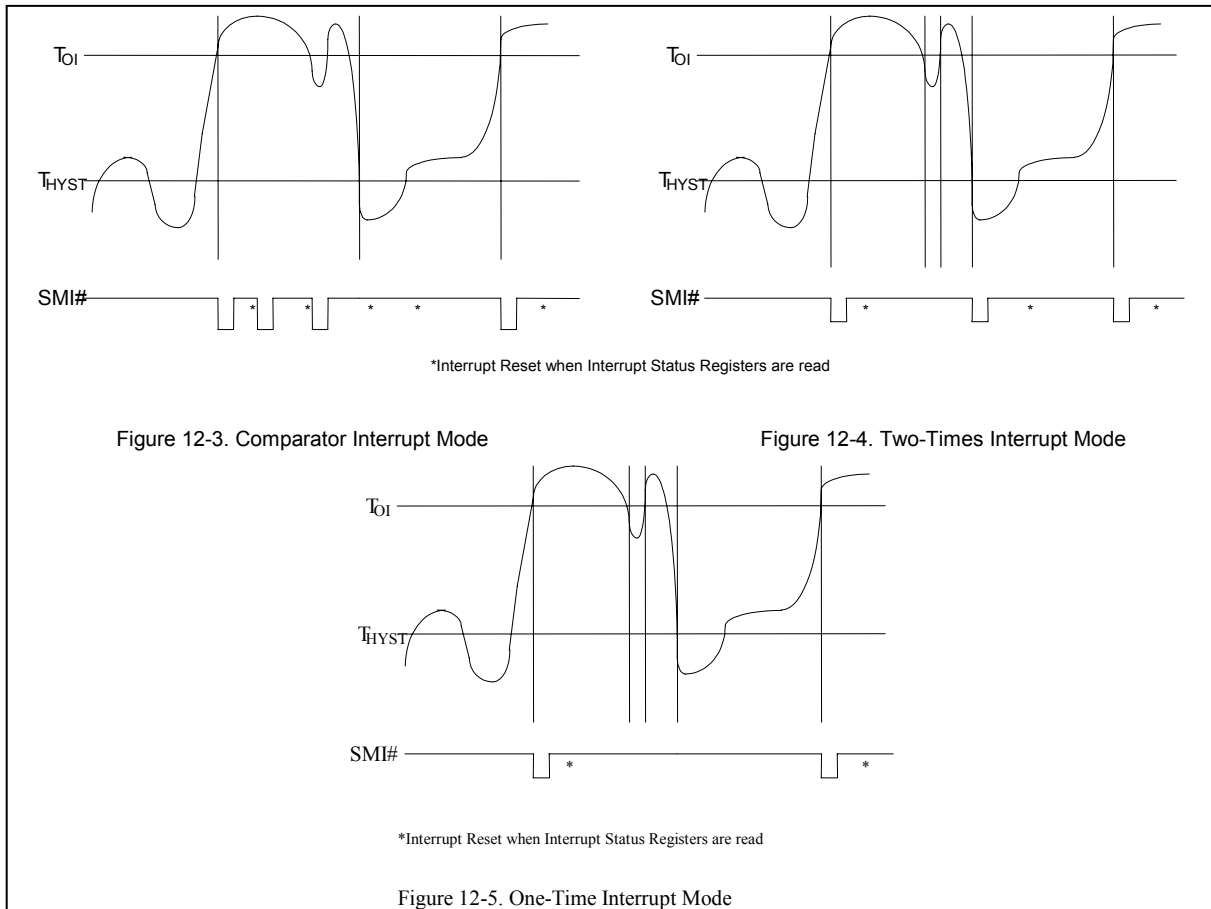 TOI
TOI
THYST
THYST
SMI# * * * * *
SMI# * * *
*Interrupt Reset when Interrupt Status Registers are read
Figure 12-3. Comparator Interrupt Mode
Figure 12-4. Two-Times Interrupt Mode
TOI
THYST
SMI# * *
*Interrupt Reset when Interrupt Status Registers are read
Figure 12-5. One-Time Interrupt Mode